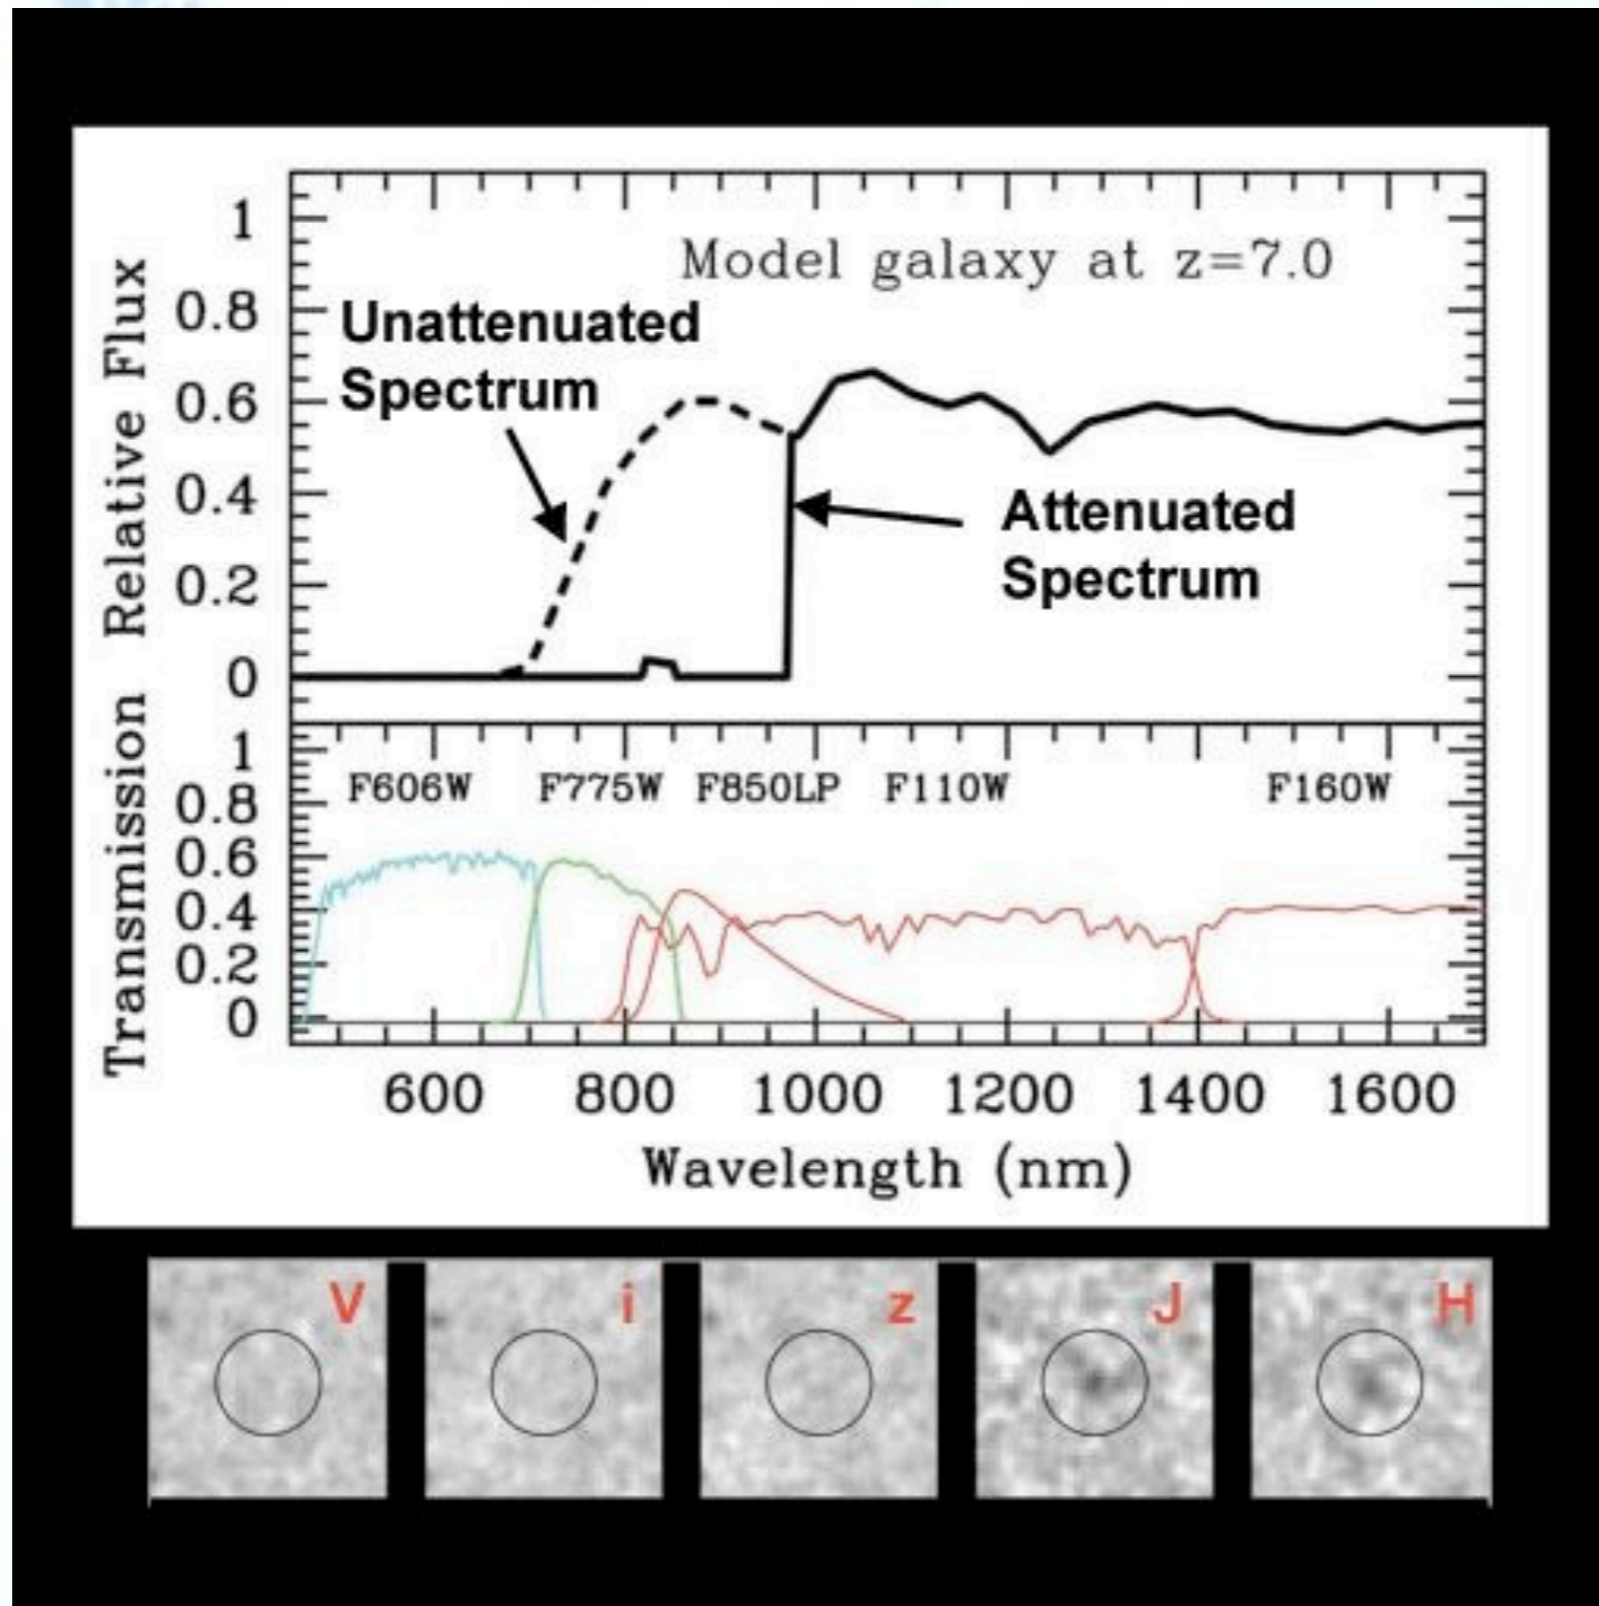 Model galaxy at z=7.0
Unattenuated
Spectrum
Attenuated
Spectrum
Relative Flux
1
0.8
0.6
0.4
0.2
0
F606W F775W F850LP F110W F160W
Transmission
1
0.8
0.6
0.4
0.2
0
600 800 1000 1200 1400 1600
Wavelength (nm)
V i z J H